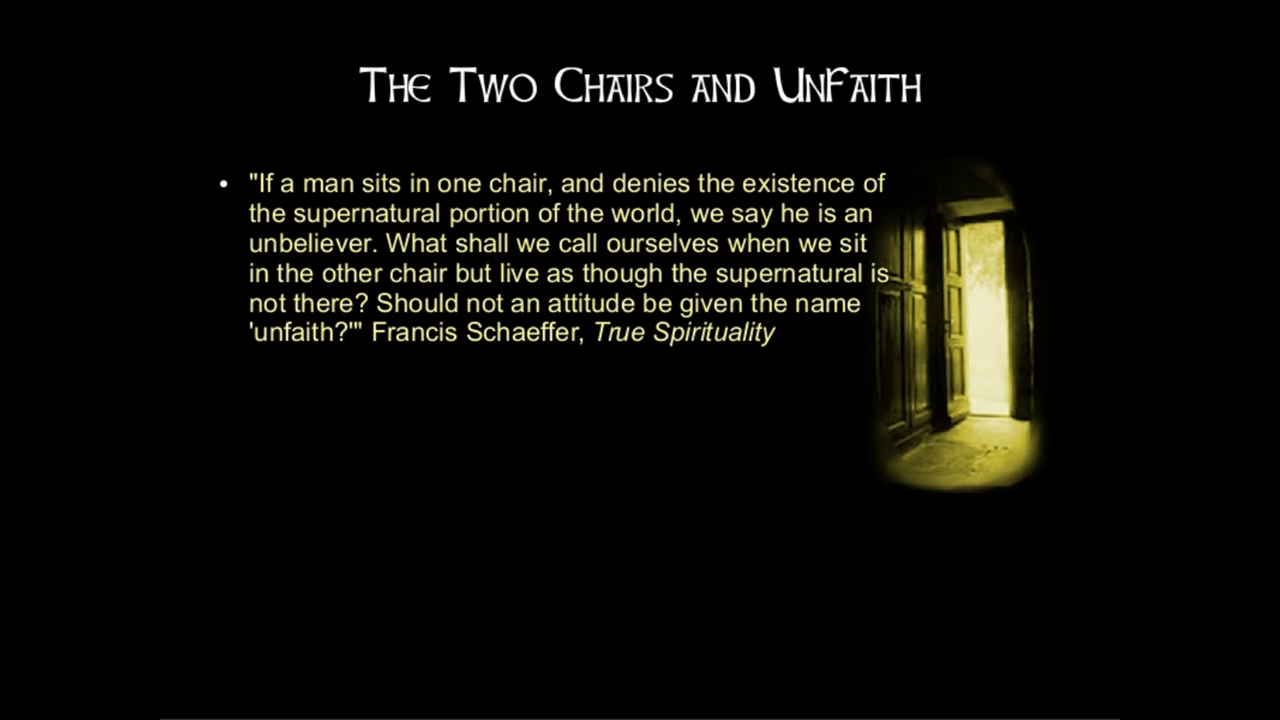 The Two Chairs and UnFaith
• "If a man sits in one chair, and denies the existence of
the supernatural portion of the world, we say he is an
unbeliever. What shall we call ourselves when we sit
in the other chair but live as though the supernatural is
not there? Should not an attitude be given the name
'unfaith?'" Francis Schaeffer, True Spirituality